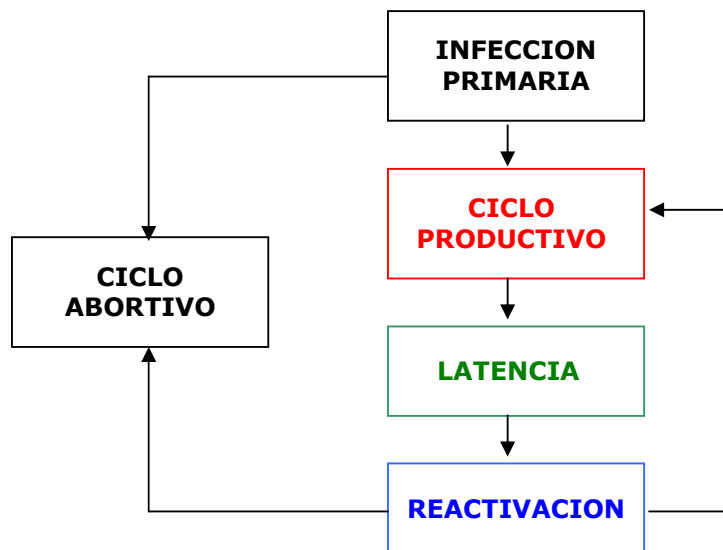 INFECCION
PRIMARIA
CICLO
PRODUCTIVO
CICLO
ABORTIVO
LATENCIA
REACTIVACION